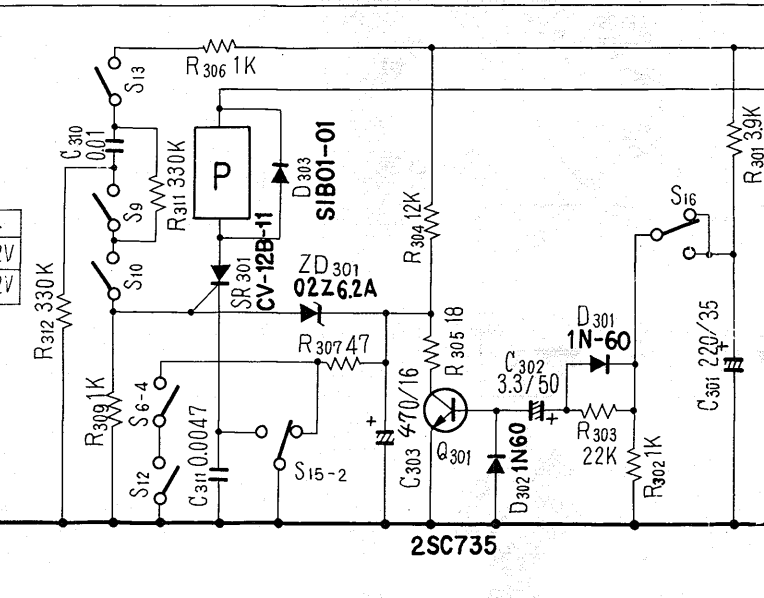 R306 1K
S13
C310 0.01
R311 330K
P
D303
S1B01-01
R301 3.9K
S16
S9
R304 12K
2V
S10
SR301
CV-12B-11
ZD301
02Z6.2A
2V
R312 330K
R305 18
D301
1N-60
C301 220/35
+
R307 47
C302
3.3/50
R309 1K
S6-4
C303 470/16
+
+
R303
22K
Q301
D302 1N60
R302 1K
S12
C311 0.0047
S15-2
2SC735